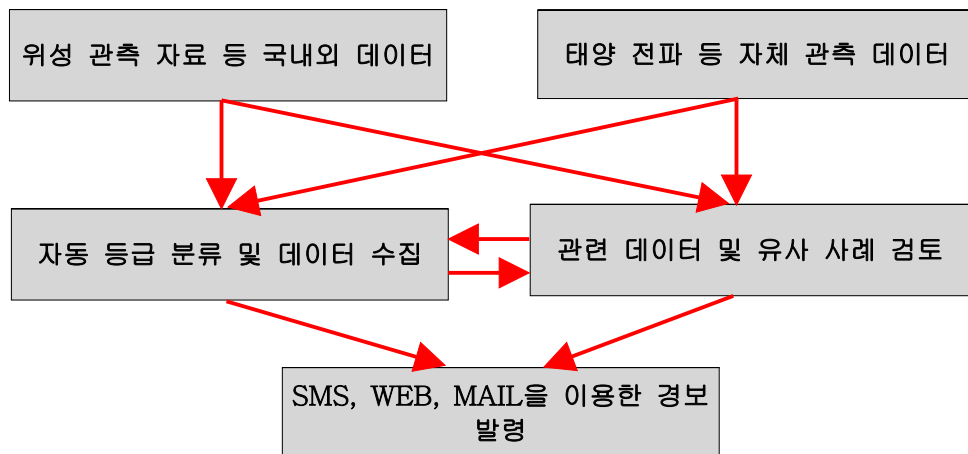 위성 관측 자료 등 국내외 데이터
태양 전파 등 자체 관측 데이터
자동 등급 분류 및 데이터 수집
관련 데이터 및 유사 사례 검토
SMS, WEB, MAIL을 이용한 경보
발령